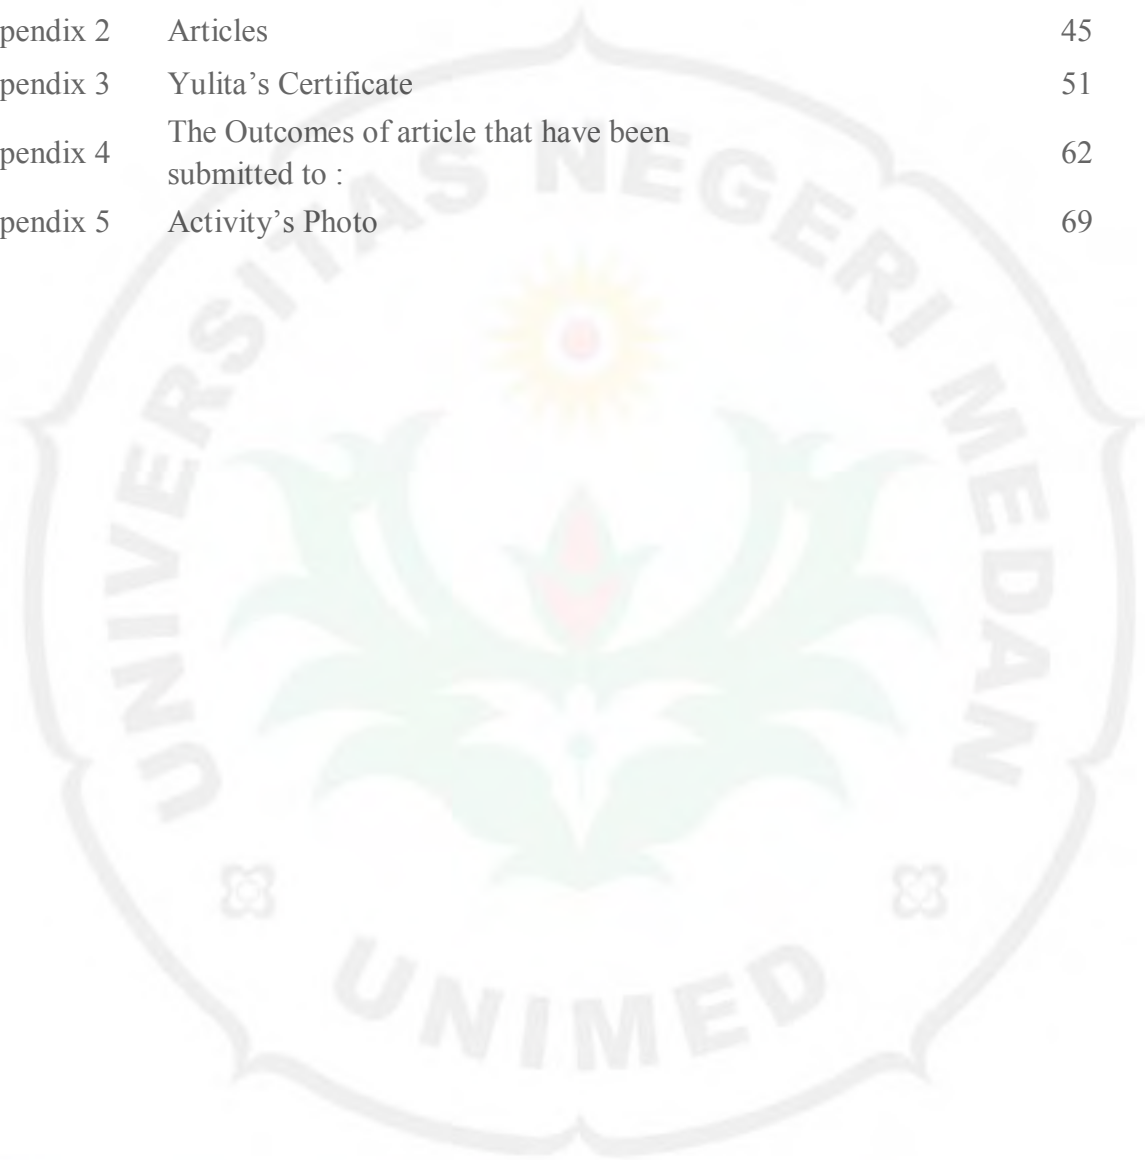 pendix 2 Articles 45
pendix 3 Yulita’s Certificate 51
pendix 4 The Outcomes of article that have been
submitted to : 62
pendix 5 Activity’s Photo 69
UNIVERSITAS NEGERI MEDAN
UNIMED